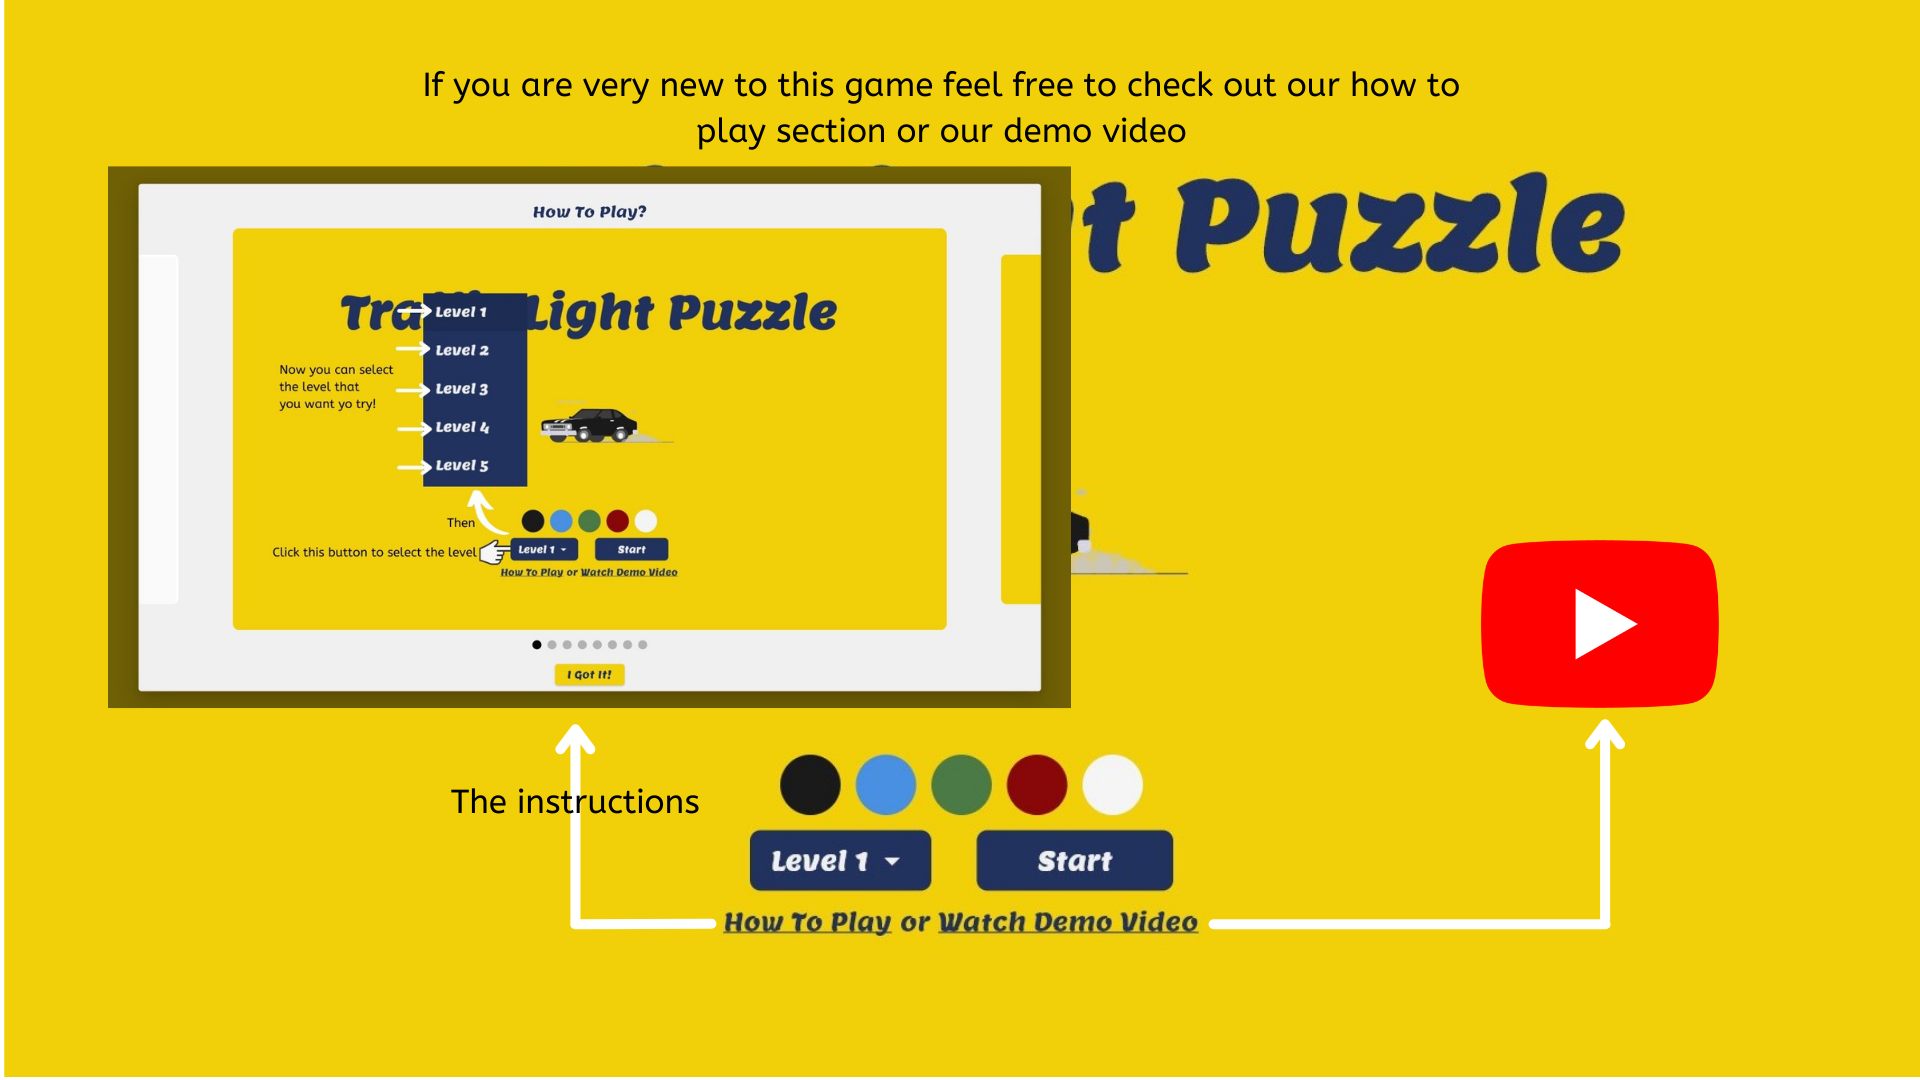 If you are very new to this game feel free to check out our how to
play section or our demo video
t Puzzle
How To Play?
Light Puzzle
Level 1
Level 2
Level 3
Level 4
Level 5
Now you can select
the level that
you want yo try!
Then
Click this button to select the level
Level 1
Start
How To Play or Watch Demo Video
I Got It!
The instructions
Level 1
Start
How To Play or Watch Demo Video